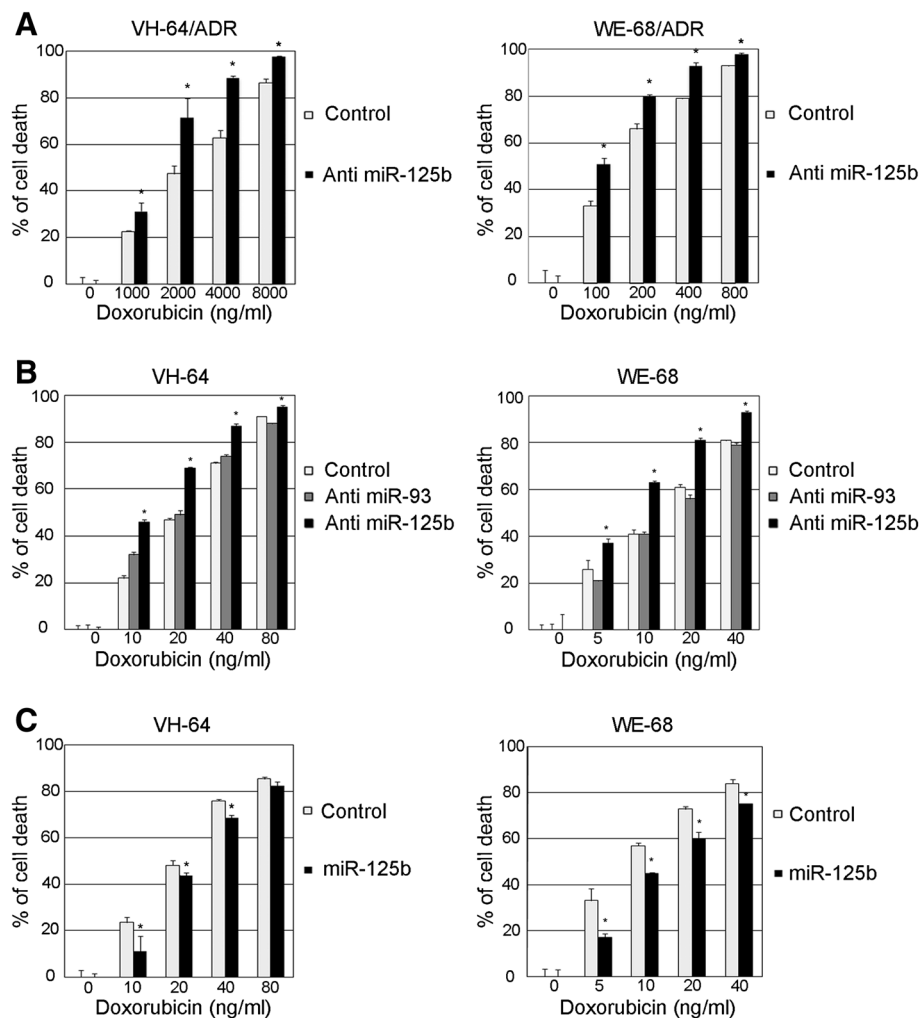 A
VH-64/ADR
WE-68/ADR
% of cell death
100
80
60
40
20
0
* * * *
0 1000 2000 4000 8000
Doxorubicin (ng/ml)
Control
Anti miR-125b
% of cell death
100
80
60
40
20
0
* * * *
0 100 200 400 800
Doxorubicin (ng/ml)
Control
Anti miR-125b
B
VH-64
WE-68
% of cell death
100
80
60
40
20
0
* * * *
0 10 20 40 80
Doxorubicin (ng/ml)
Control
Anti miR-93
Anti miR-125b
% of cell death
100
80
60
40
20
0
* * * *
0 5 10 20 40
Doxorubicin (ng/ml)
Control
Anti miR-93
Anti miR-125b
C
VH-64
WE-68
% of cell death
100
80
60
40
20
0
* * *
0 10 20 40 80
Doxorubicin (ng/ml)
Control
miR-125b
% of cell death
100
80
60
40
20
0
* * * *
0 5 10 20 40
Doxorubicin (ng/ml)
Control
miR-125b